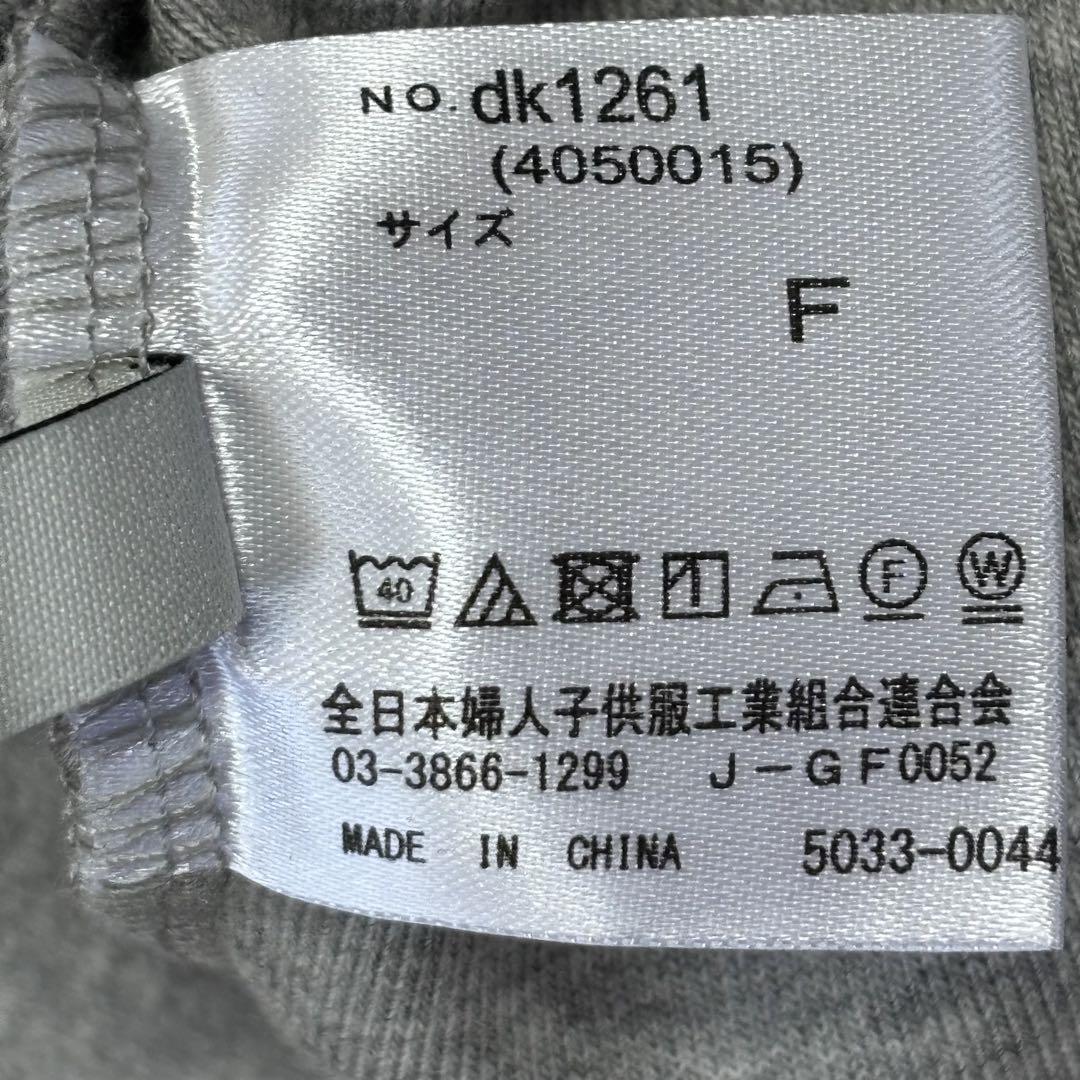 NO. dk1261
(4050015)
サイズ
F
40 F W
全日本婦人子供服工業組合連合会
03-3866-1299 J-GF0052
MADE IN CHINA 5033-0044